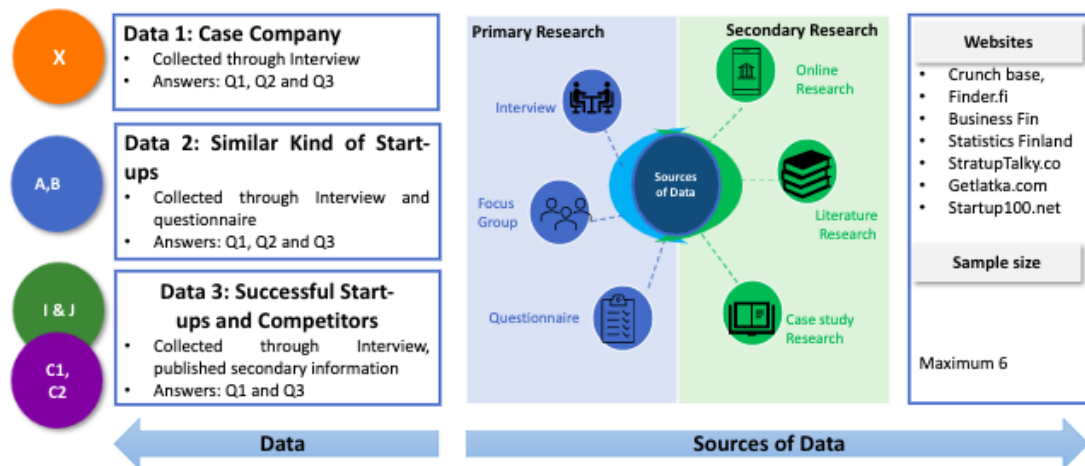 X
Data 1: Case Company
• Collected through Interview
• Answers: Q1, Q2 and Q3
A,B
Data 2: Similar Kind of Start-
ups
• Collected through Interview and
questionnaire
• Answers: Q1, Q2 and Q3
I & J
C1,
C2
Data 3: Successful Start-
ups and Competitors
• Collected through Interview,
published secondary information
• Answers: Q1 and Q3
Data
Primary Research
Interview
Focus
Group
Questionnaire
Sources
of Data
Secondary Research
Online
Research
Literature
Research
Case study
Research
Sources of Data
Websites
• Crunch base,
• Finder.fi
• Business Fin
• Statistics Finland
• StratupTalky.co
• Getlatka.com
• Startup100.net
Sample size
Maximum 6